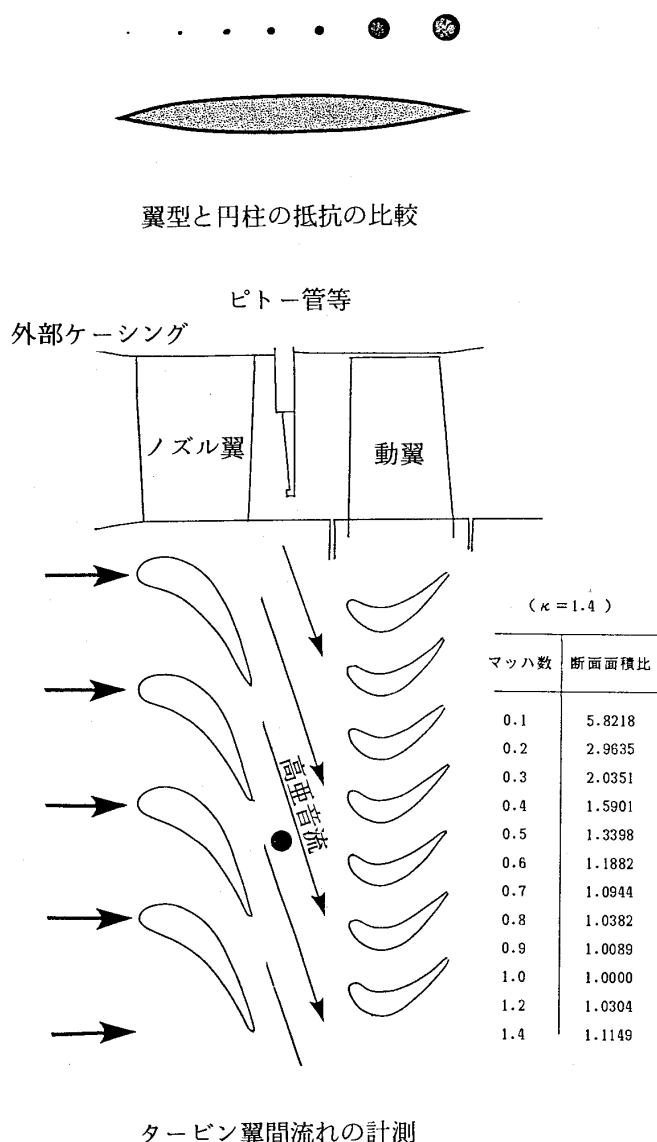 翼型と円柱の抵抗の比較
ピトー管等
外部ケーシング
ノズル翼
動翼
高亜音流
(κ=1.4)
マッハ数 断面面積比
0.1 5.8218
0.2 2.9635
0.3 2.0351
0.4 1.5901
0.5 1.3398
0.6 1.1882
0.7 1.0944
0.8 1.0382
0.9 1.0089
1.0 1.0000
1.2 1.0304
1.4 1.1149
タービン翼間流れの計測